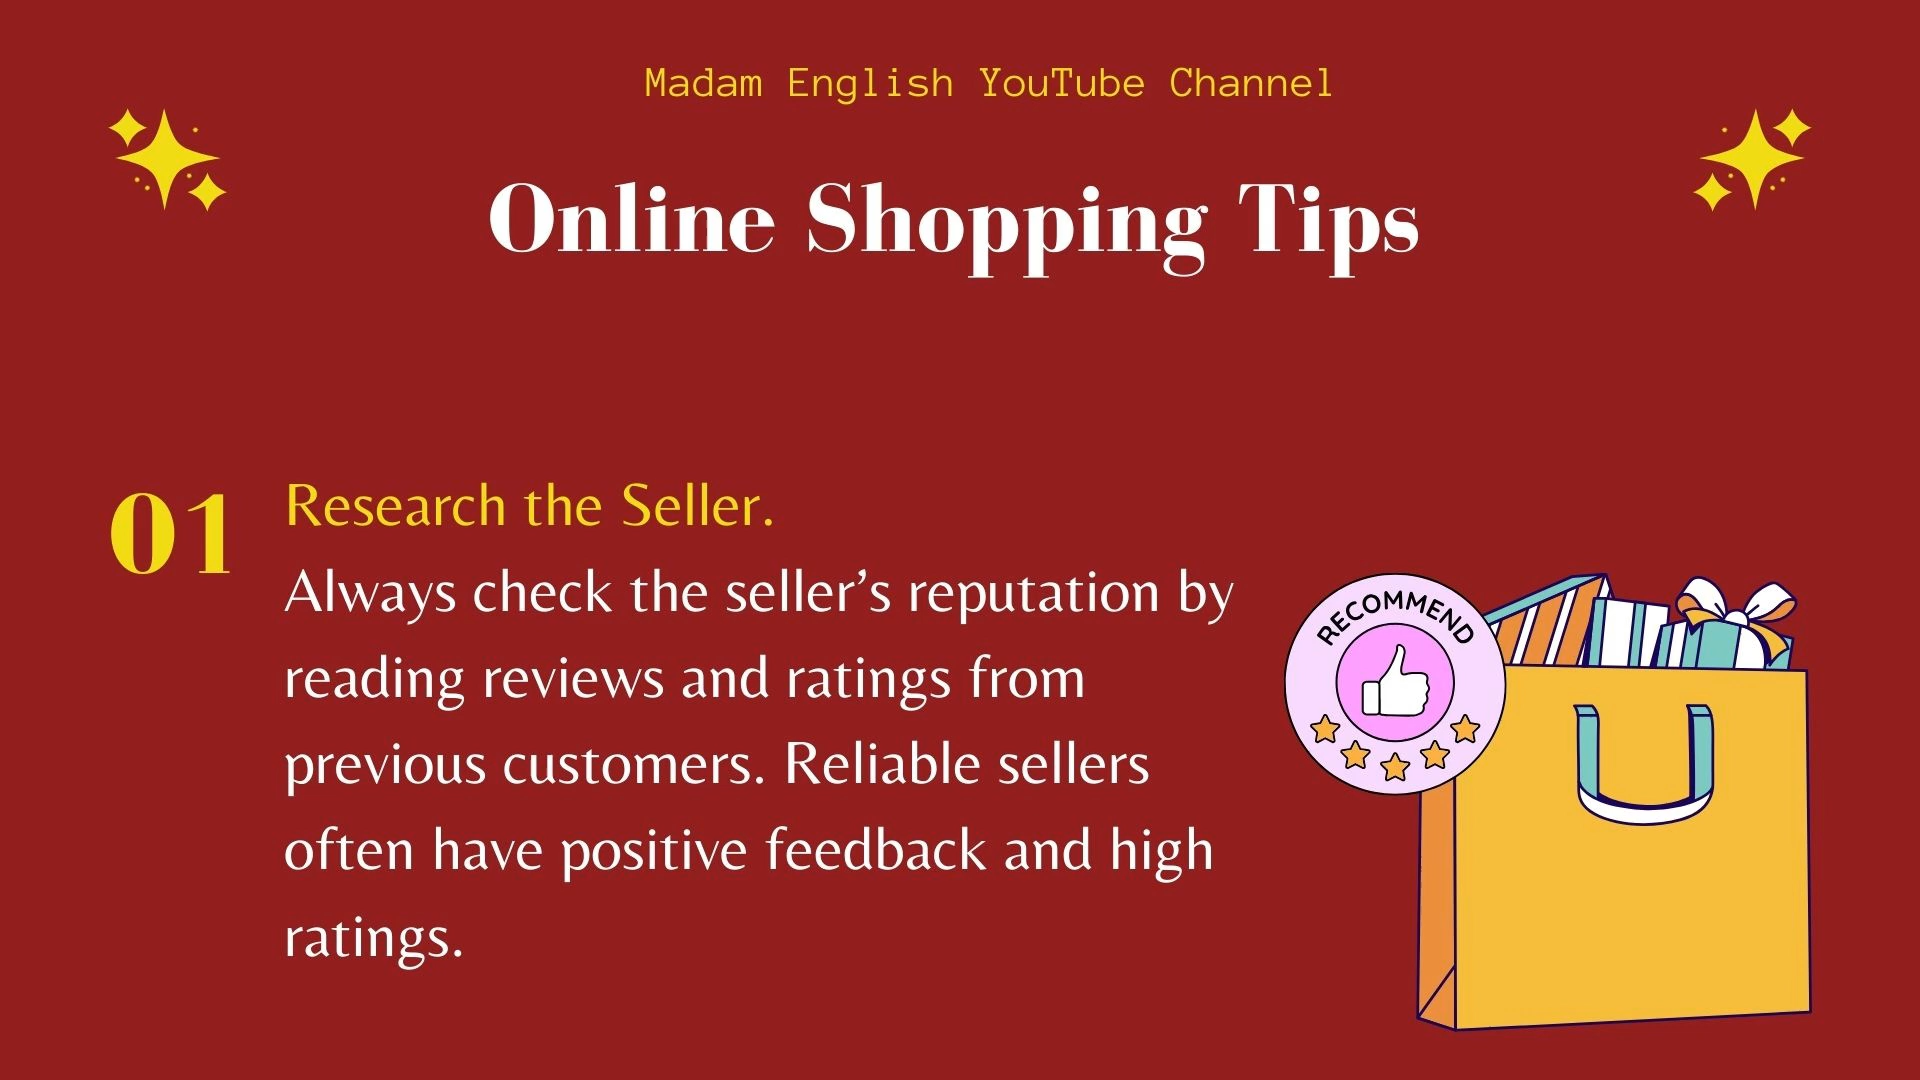 Madam English YouTube Channel
Online Shopping Tips
01
Research the Seller.
Always check the seller’s reputation by
reading reviews and ratings from
previous customers. Reliable sellers
often have positive feedback and high
ratings.
RECOMMEND